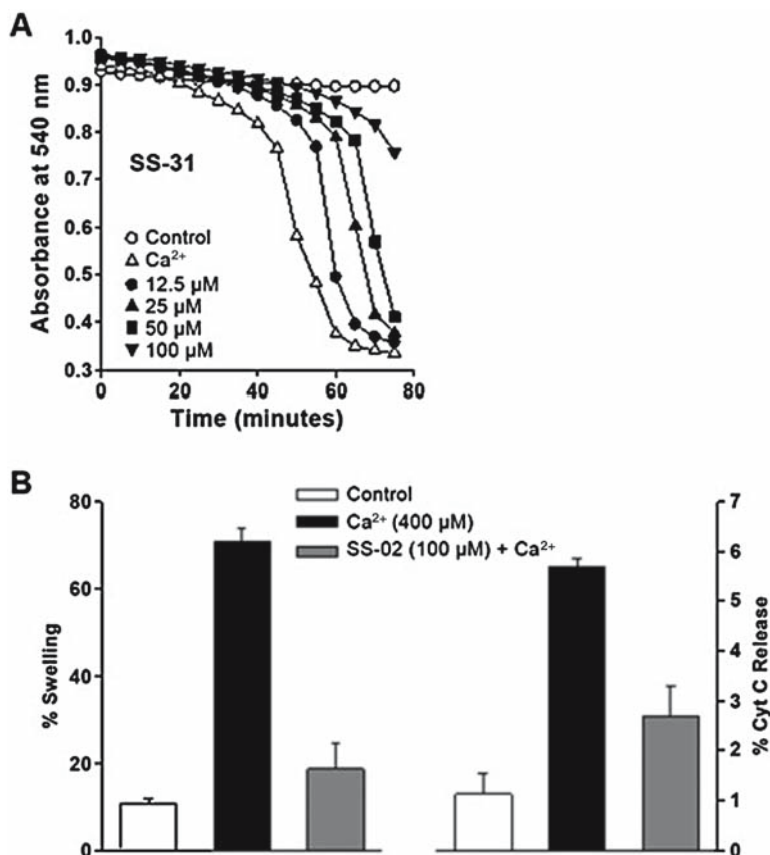 A
1.0
0.9
0.8
0.7
0.6
0.5
0.4
0.3
Absorbance at 540 nm
SS-31
Control
Ca²⁺
12.5 µM
25 µM
50 µM
100 µM
0 20 40 60 80
Time (minutes)
B
80
60
40
20
0
% Swelling
Control
Ca²⁺ (400 µM)
SS-02 (100 µM) + Ca²⁺
7
6
5
4
3
2
1
0
% Cyt C Release